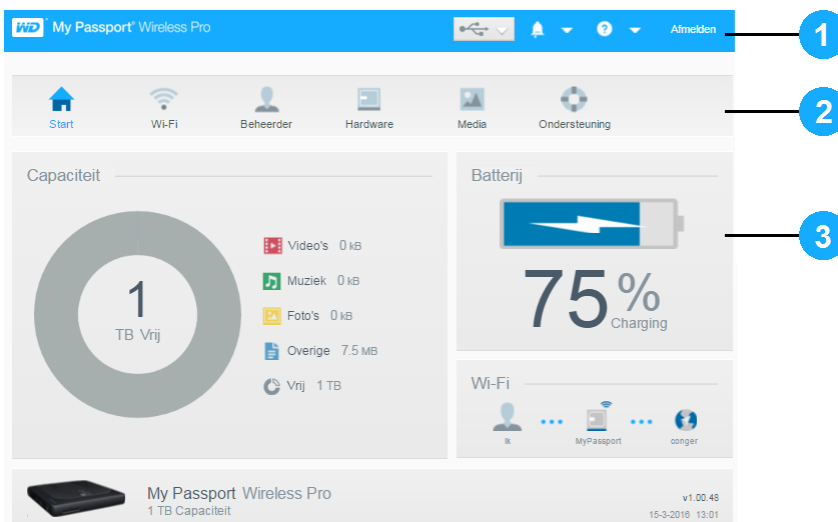 WD My Passport® Wireless Pro
? Afmelden
1
Start Wi-Fi Beheerder Hardware Media Ondersteuning
2
Capaciteit
1
TB Vrij
Video's 0 kB
Muziek 0 kB
Foto's 0 kB
Overige 7.5 MB
Vrij 1 TB
Batterij
75%
Charging
3
Wi-Fi
Ik MyPassport conger
My Passport Wireless Pro
1 TB Capaciteit
v1.00.48
15-3-2016 13:01